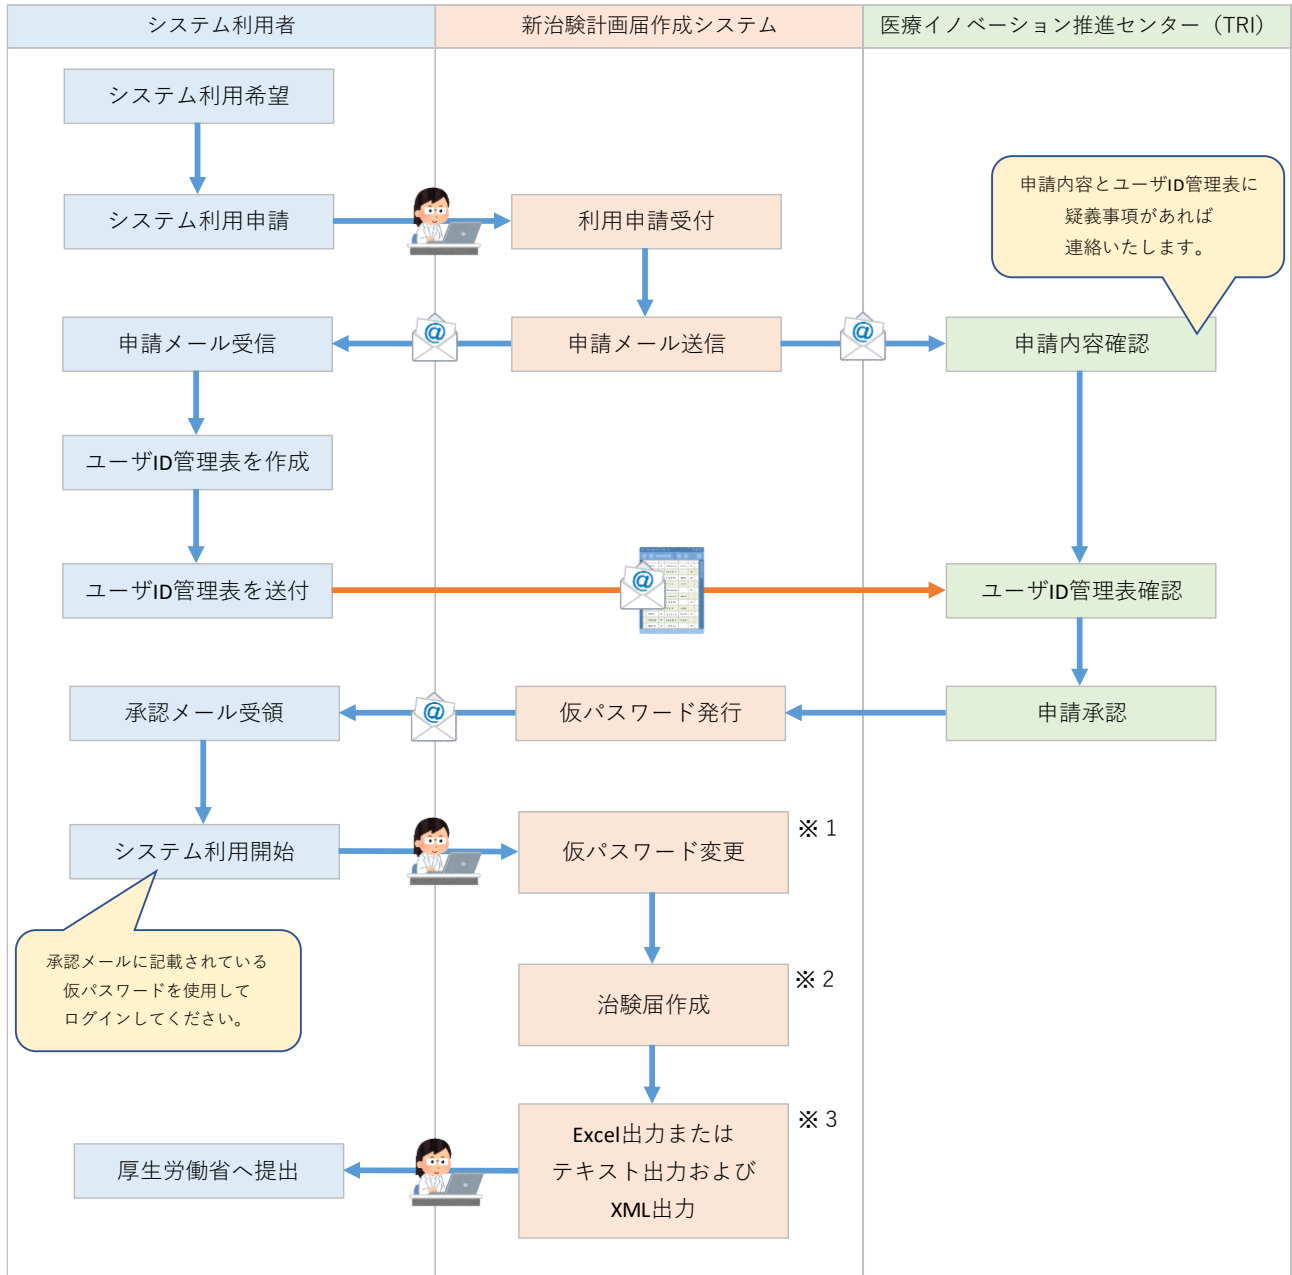 システム利用者
新治験計画届作成システム
医療イノベーション推進センター（TRI）
システム利用希望
システム利用申請
利用申請受付
申請内容とユーザID管理表に
疑義事項があれば
連絡いたします。
申請メール受信
申請メール送信
申請内容確認
ユーザID管理表を作成
ユーザID管理表を送付
ユーザID管理表確認
承認メール受領
仮パスワード発行
申請承認
システム利用開始
仮パスワード変更
※１
承認メールに記載されている
仮パスワードを使用して
ログインしてください。
治験届作成
※２
Excel出力または
テキスト出力および
XML出力
※３
厚生労働省へ提出